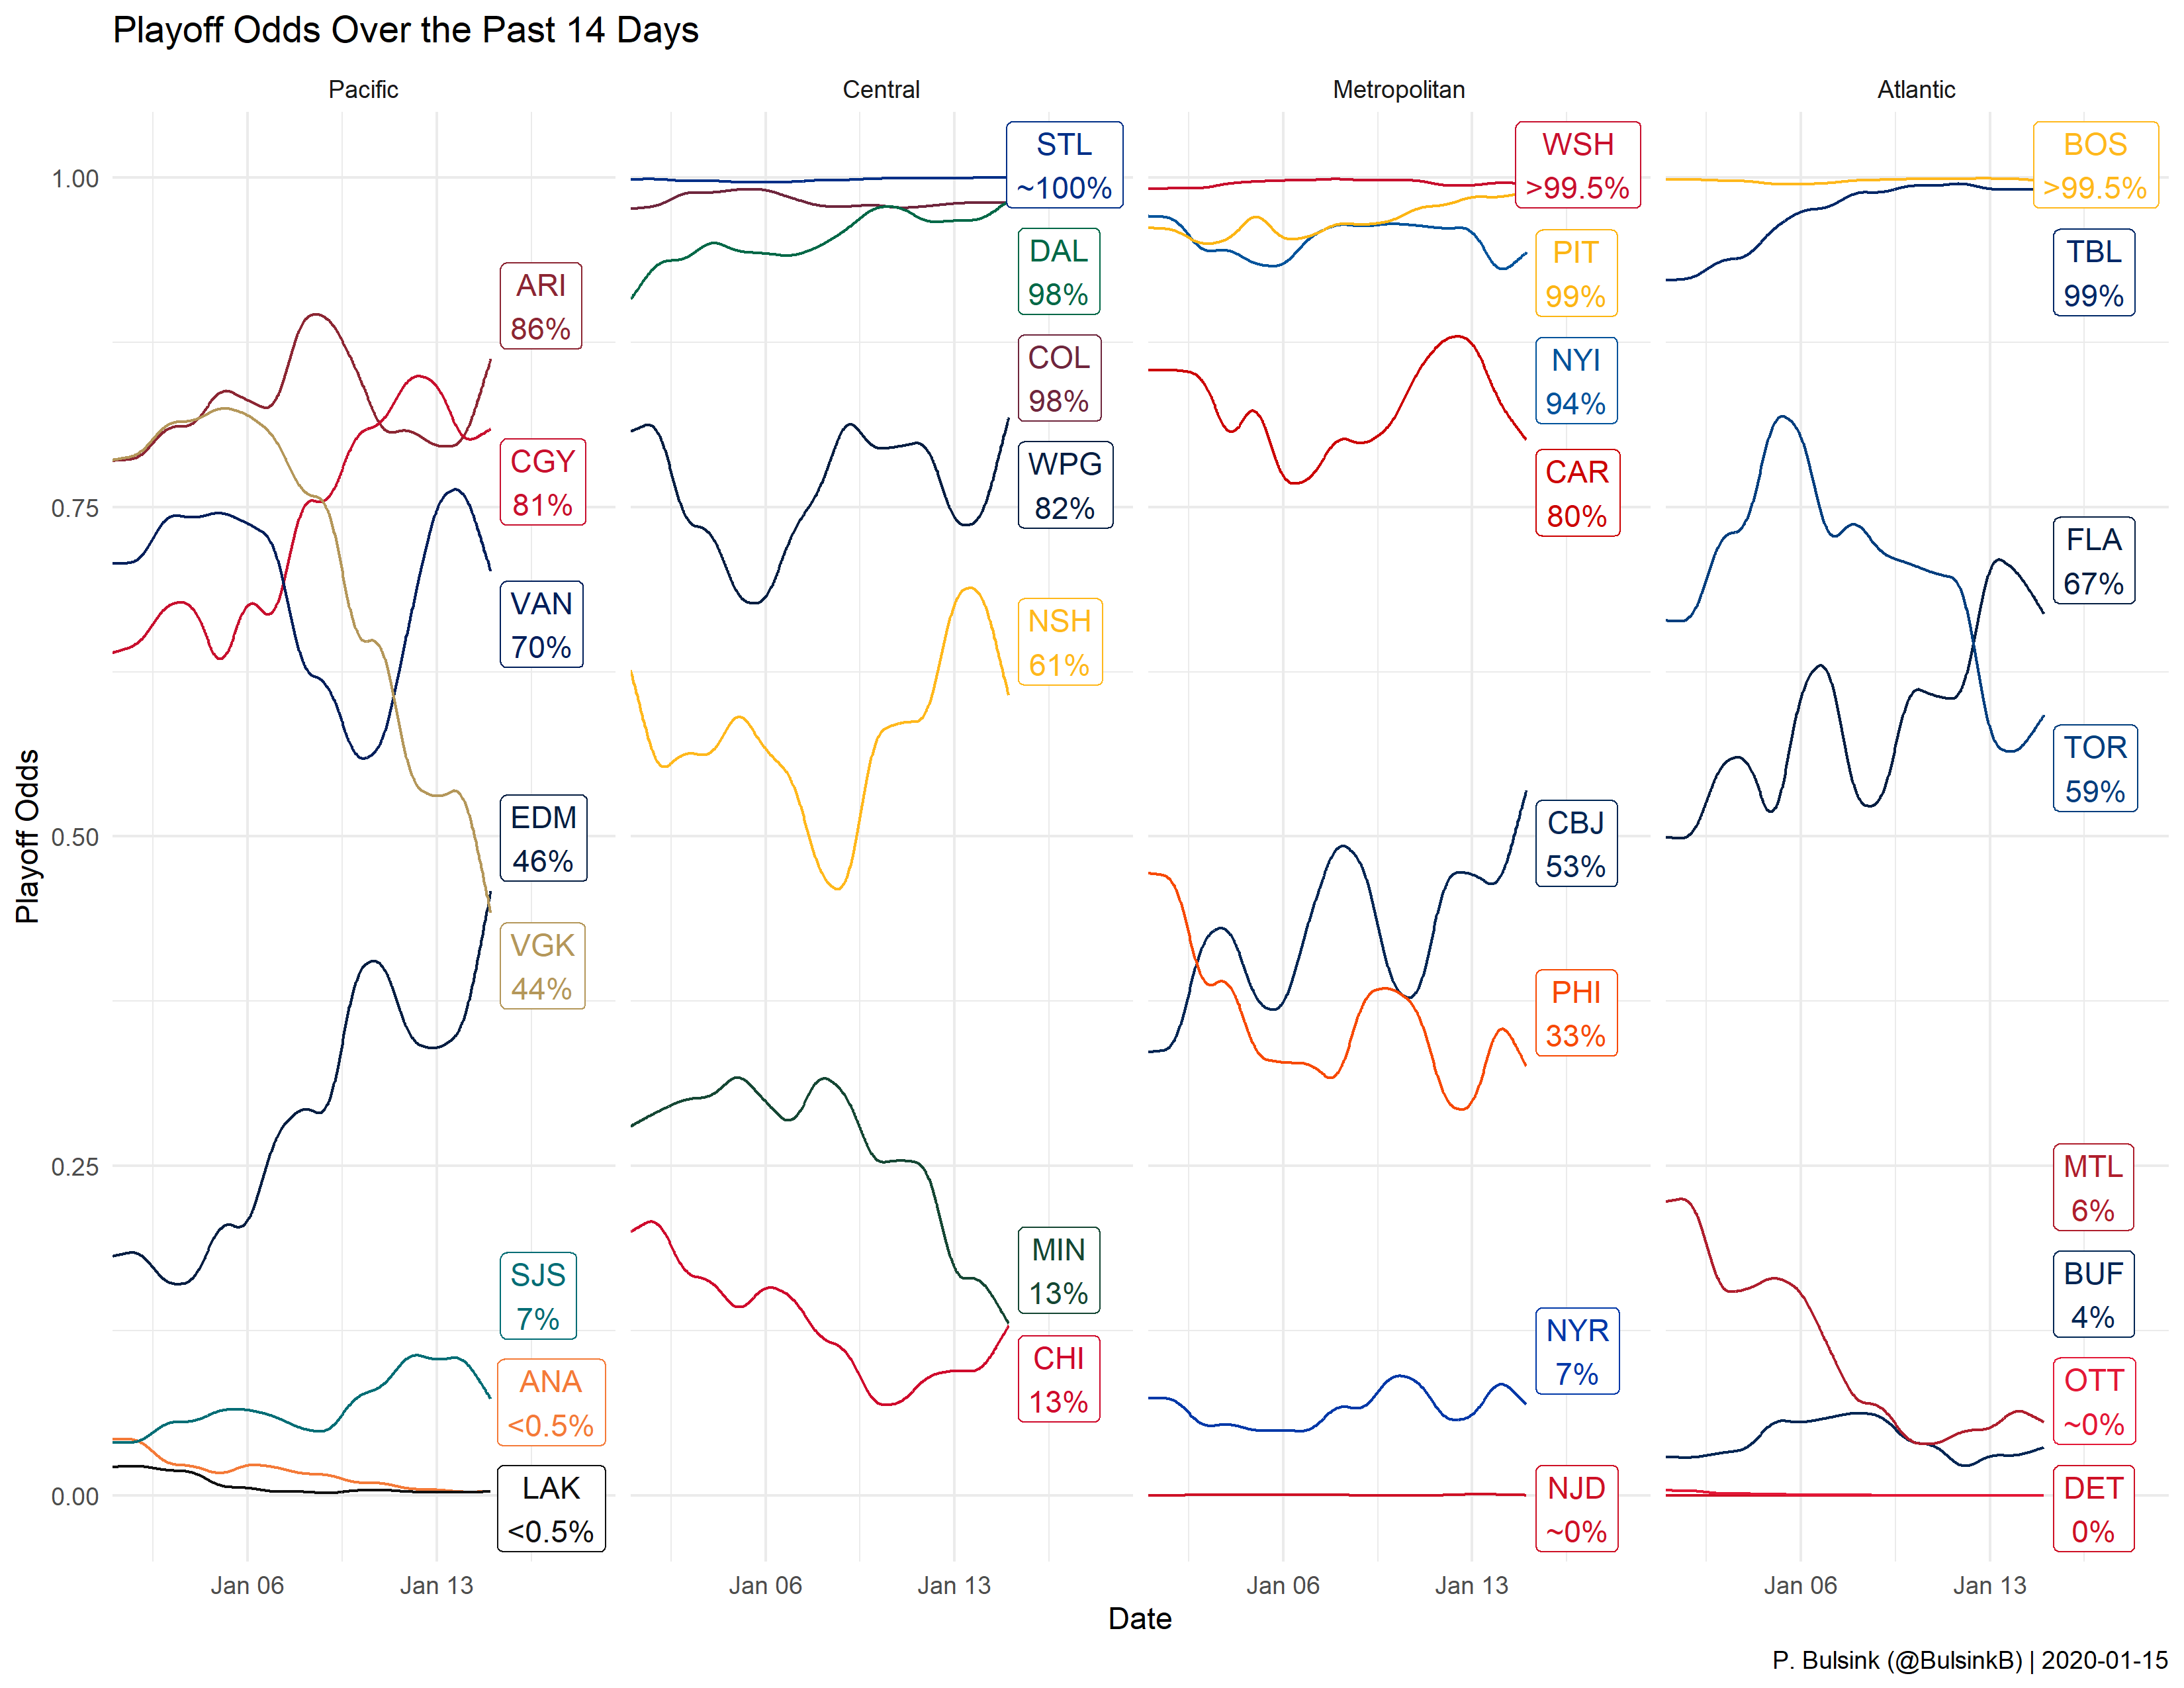 Playoff Odds Over the Past 14 Days
Pacific
Central
Metropolitan
Atlantic
Playoff Odds
1.00
0.75
0.50
0.25
0.00
ARI
86%
CGY
81%
VAN
70%
EDM
46%
VGK
44%
SJS
7%
ANA
<0.5%
LAK
<0.5%
STL
~100%
DAL
98%
COL
98%
WPG
82%
NSH
61%
MIN
13%
CHI
13%
WSH
>99.5%
PIT
99%
NYI
94%
CAR
80%
CBJ
53%
PHI
33%
NYR
7%
NJD
~0%
BOS
>99.5%
TBL
99%
FLA
67%
TOR
59%
MTL
6%
BUF
4%
OTT
~0%
DET
0%
Jan 06
Jan 13
Jan 06
Jan 13
Jan 06
Jan 13
Jan 06
Jan 13
Date
P. Bulsink (@BulsinkB) | 2020-01-15